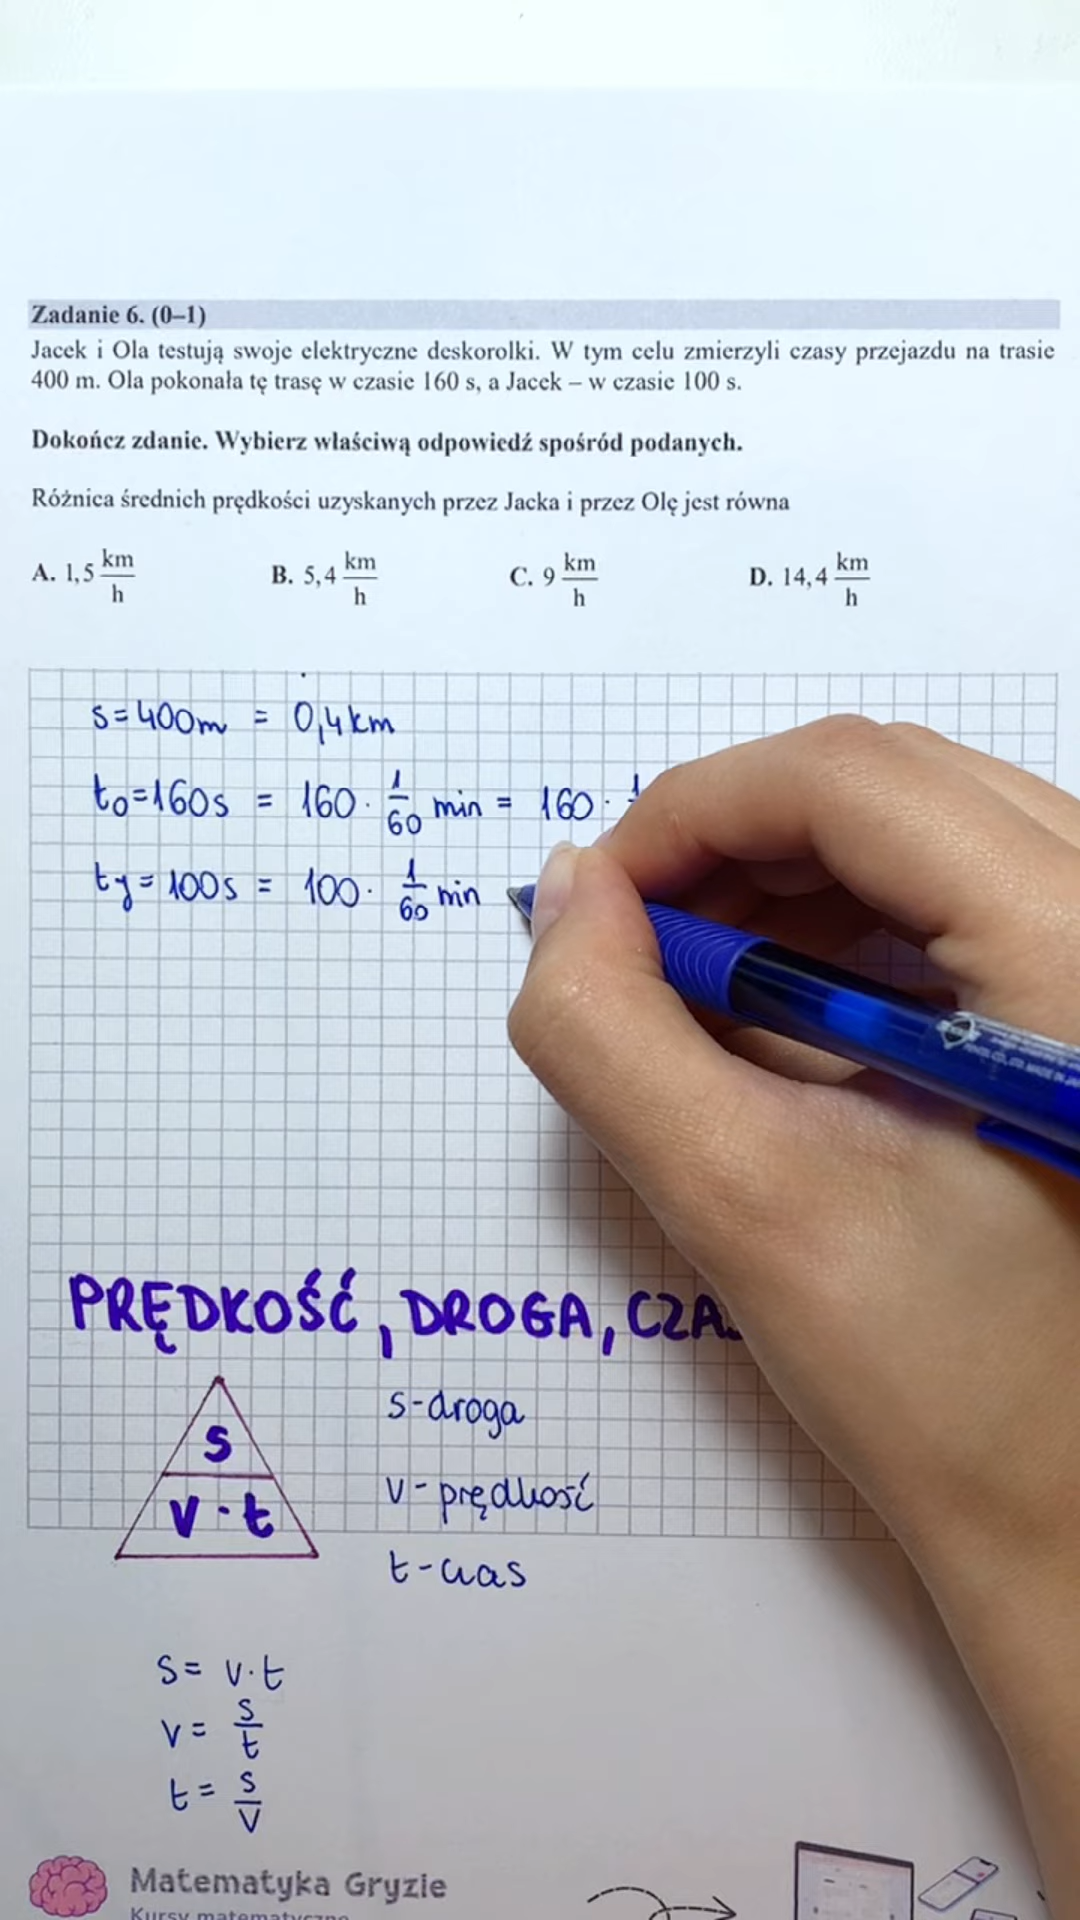 Zadanie 6. (0–1)
Jacek i Ola testują swoje elektryczne deskorolki. W tym celu zmierzyli czasy przejazdu na trasie
400 m. Ola pokonała tę trasę w czasie 160 s, a Jacek – w czasie 100 s.
Dokończ zdanie. Wybierz właściwą odpowiedź spośród podanych.
Różnica średnich prędkości uzyskanych przez Jacka i przez Olę jest równa
A. 1,5 km/h B. 5,4 km/h C. 9 km/h D. 14,4 km/h
s = 400m = 0,4 km
to = 160s = 160 · 1/60 min = 160 ·
tj = 100s = 100 · 1/60 min
PRĘDKOŚĆ, DROGA,
s
v · t
s - droga
v - prędkość
t - czas
s = v · t
v = s/t
t = s/v
Matematyka Gryzie
Kursy matematyczne